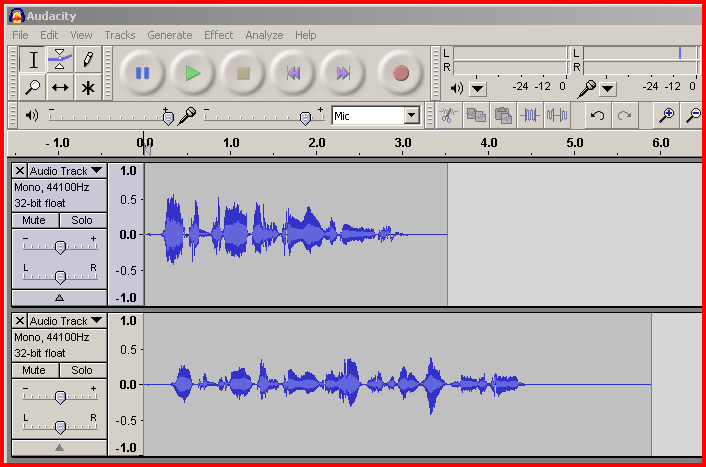 Audacity
File Edit View Tracks Generate Effect Analyze Help
L
R
-24 -12 0
L
R
-24 -12 0
- + - + Mic
- 1.0 0.0 1.0 2.0 3.0 4.0 5.0 6.0
X Audio Track
Mono, 44100Hz
32-bit float
Mute Solo
- +
L R
1.0
0.5
0.0
-0.5
-1.0
X Audio Track
Mono, 44100Hz
32-bit float
Mute Solo
- +
L R
1.0
0.5
0.0
-0.5
-1.0